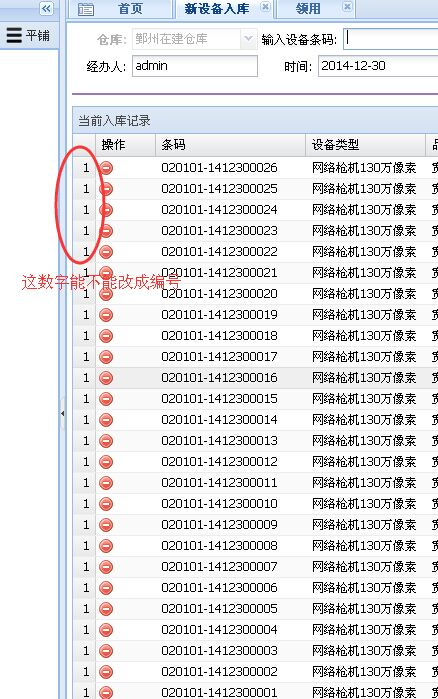 首页 新设备入库 领用
平铺 仓库: 鄞州在建仓库 输入设备条码:
经办人: admin 时间: 2014-12-30
当前入库记录
操作 条码 设备类型
1 020101-1412300026 网络枪机130万像素
1 020101-1412300025 网络枪机130万像素
1 020101-1412300024 网络枪机130万像素
1 020101-1412300023 网络枪机130万像素
1 020101-1412300022 网络枪机130万像素
1 020101-1412300021 网络枪机130万像素
这数字能不能改成编号
1 020101-1412300020 网络枪机130万像素
1 020101-1412300019 网络枪机130万像素
1 020101-1412300018 网络枪机130万像素
1 020101-1412300017 网络枪机130万像素
1 020101-1412300016 网络枪机130万像素
1 020101-1412300015 网络枪机130万像素
1 020101-1412300014 网络枪机130万像素
1 020101-1412300013 网络枪机130万像素
1 020101-1412300012 网络枪机130万像素
1 020101-1412300011 网络枪机130万像素
1 020101-1412300010 网络枪机130万像素
1 020101-1412300009 网络枪机130万像素
1 020101-1412300008 网络枪机130万像素
1 020101-1412300007 网络枪机130万像素
1 020101-1412300006 网络枪机130万像素
1 020101-1412300005 网络枪机130万像素
1 020101-1412300004 网络枪机130万像素
1 020101-1412300003 网络枪机130万像素
1 020101-1412300002 网络枪机130万像素
1 020101-1412300001 网络枪机130万像素